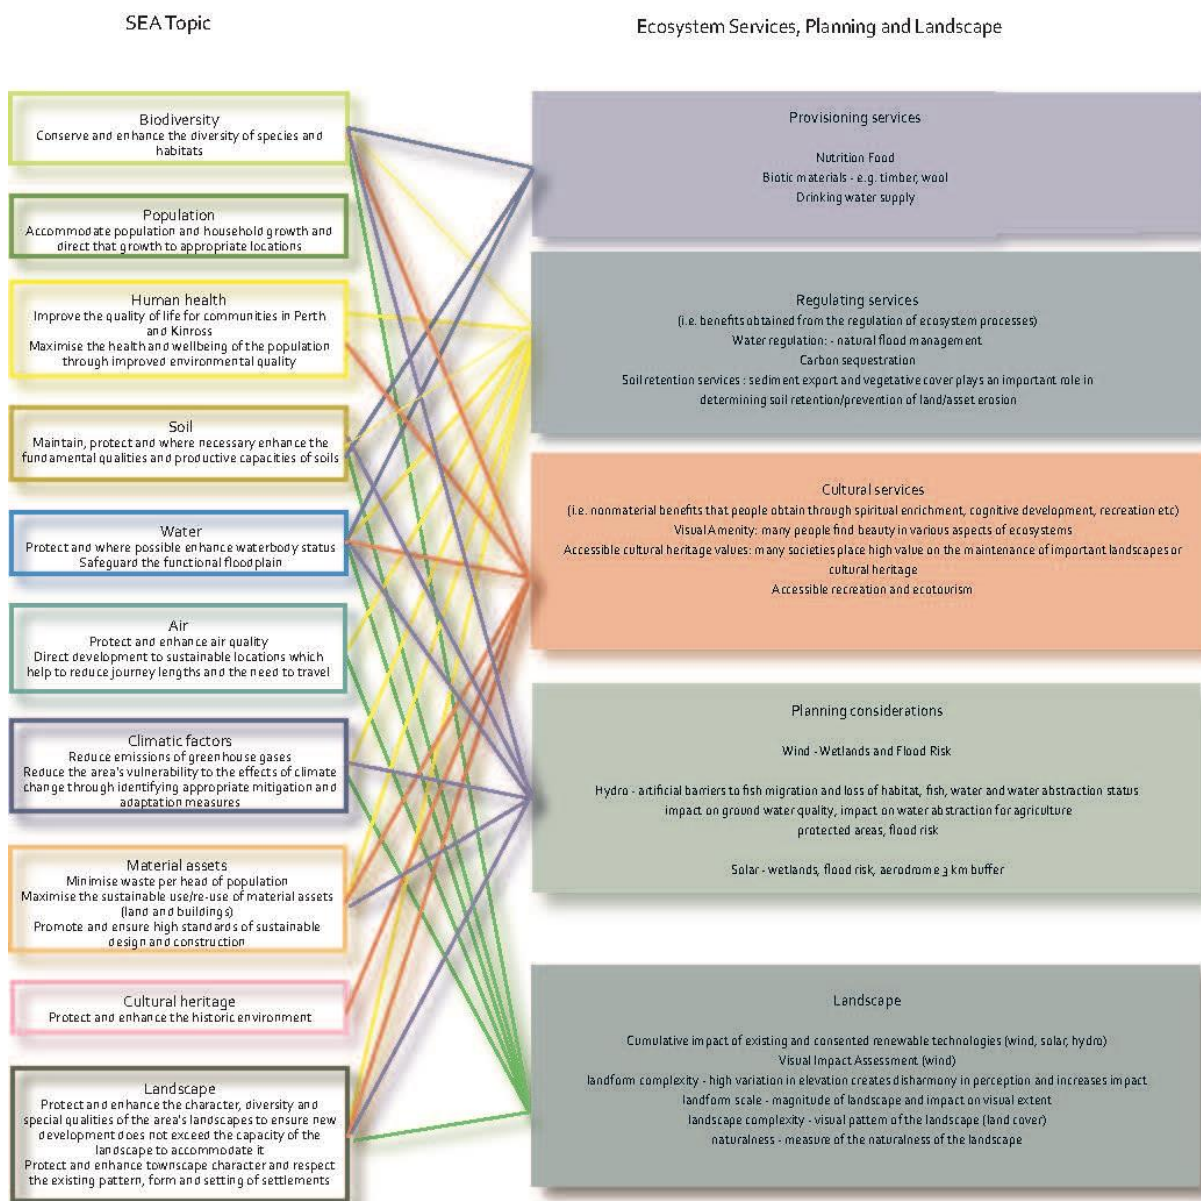 SEA Topic
Ecosystem Services, Planning and Landscape
Biodiversity
Conserve and enhance the diversity of species and
habitats
Population
Accommodate population and household growth and
direct that growth to appropriate locations
Human health
Improve the quality of life for communities in Perth
and Kinross
Maximise the health and wellbeing of the population
through improved environmental quality
Soil
Maintain, protect and where necessary enhance the
fundamental qualities and productive capacities of soils
Water
Protect and where possible enhance waterbody status
Safeguard the functional floodplain
Air
Protect and enhance air quality
Direct development to sustainable locations which
help to reduce journey lengths and the need to travel
Climatic factors
Reduce emissions of greenhouse gases
Reduce the area's vulnerability to the effects of climate
change through identifying appropriate mitigation and
adaptation measures
Material assets
Minimise waste per head of population
Maximise the sustainable use/re-use of material assets
(land and buildings)
Promote and ensure high standards of sustainable
design and construction
Cultural heritage
Protect and enhance the historic environment
Landscape
Protect and enhance the character, diversity and
special qualities of the area's landscapes to ensure new
development does not exceed the capacity of the
landscape to accommodate it
Protect and enhance townscape character and respect
the existing pattern, form and setting of settlements
Provisioning services
Nutrition Food
Biotic materials - e.g. timber, wool
Drinking water supply
Regulating services
(i.e. benefits obtained from the regulation of ecosystem processes)
Water regulation: - natural flood management
Carbon sequestration
Soil retention services : sediment export and vegetative cover plays an important role in
determining soil retention/prevention of land/asset erosion
Cultural services
(i.e. nonmaterial benefits that people obtain through spiritual enrichment, cognitive development, recreation etc)
Visual Amenity: many people find beauty in various aspects of ecosystems
Accessible cultural heritage values: many societies place high value on the maintenance of important landscapes or
cultural heritage
Accessible recreation and ecotourism
Planning considerations
Wind - Wetlands and Flood Risk
Hydro - artificial barriers to fish migration and loss of habitat, fish, water and water abstraction status
impact on ground water quality, impact on water abstraction for agriculture
protected areas, flood risk
Solar - wetlands, flood risk, aerodrome 3 km buffer
Landscape
Cumulative impact of existing and consented renewable technologies (wind, solar, hydro)
Visual Impact Assessment (wind)
landform complexity - high variation in elevation creates disharmony in perception and increases impact
landform scale - magnitude of landscape and impact on visual extent
landscape complexity - visual pattern of the landscape (land cover)
naturalness - measure of the naturalness of the landscape